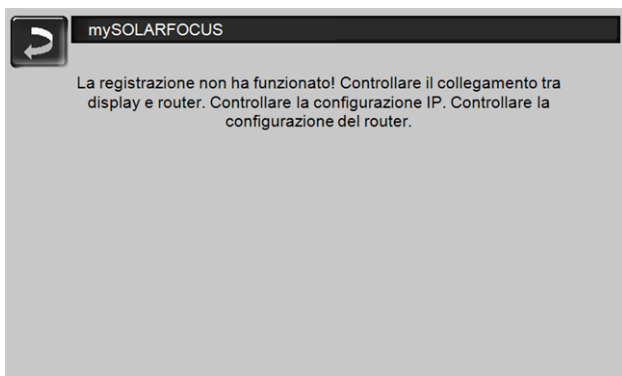 mySOLARFOCUS
La registrazione non ha funzionato! Controllare il collegamento tra
display e router. Controllare la configurazione IP. Controllare la
configurazione del router.